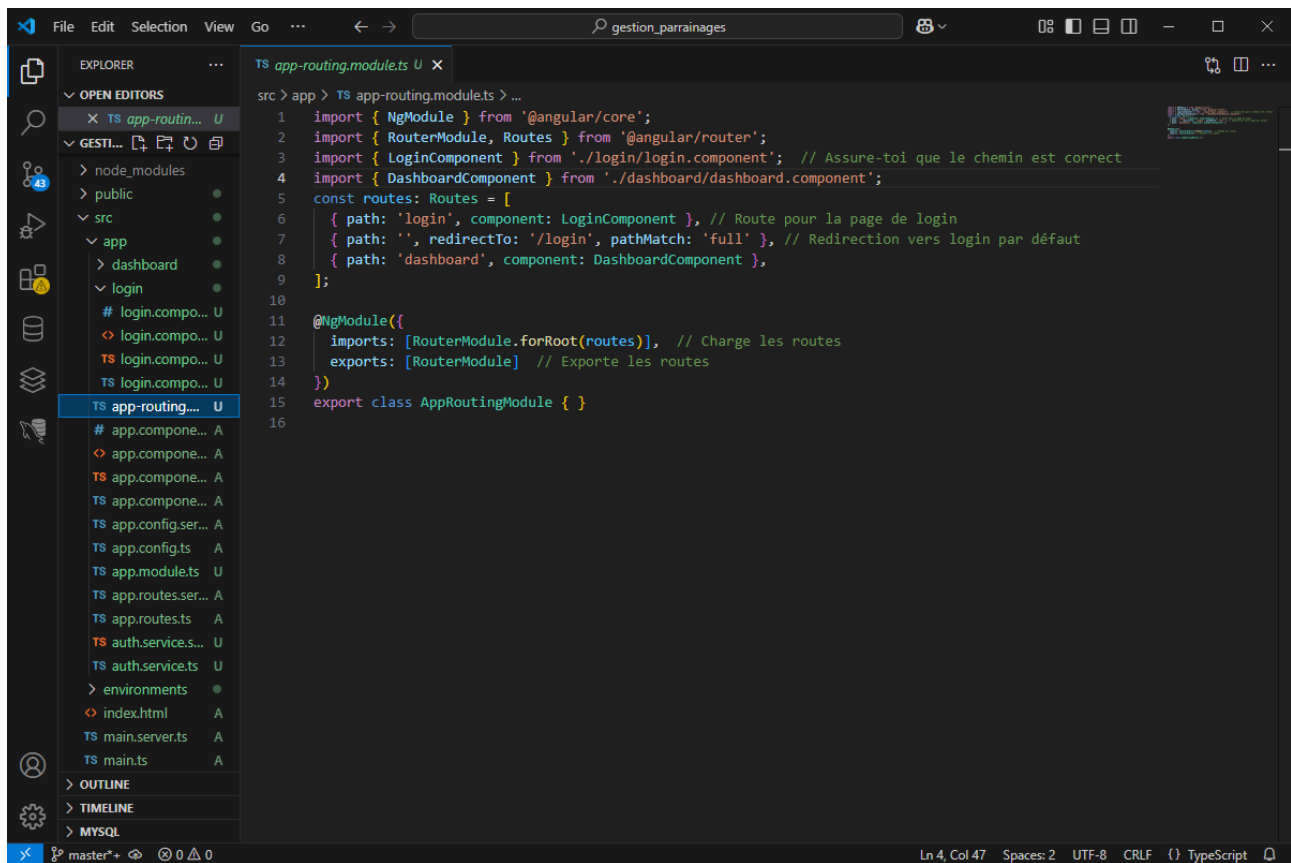 File Edit Selection View Go ··· gestion_parrainages
EXPLORER ···
OPEN EDITORS
TS app-routin... U
GESTI...
node_modules
public
src
app
dashboard
login
# login.compo... U
<> login.compo... U
TS login.compo... U
TS login.compo... U
TS app-routing.... U
# app.compone... A
<> app.compone... A
TS app.compone... A
TS app.compone... A
TS app.config.ser... A
TS app.config.ts A
TS app.module.ts U
TS app.routes.ser... A
TS app.routes.ts A
TS auth.service.s... U
TS auth.service.ts U
environments
<> index.html A
TS main.server.ts A
TS main.ts A
OUTLINE
TIMELINE
MYSQL
43
TS app-routing.module.ts U
src > app > TS app-routing.module.ts > ...
1 import { NgModule } from '@angular/core';
2 import { RouterModule, Routes } from '@angular/router';
3 import { LoginComponent } from './login/login.component';  // Assure-toi que le chemin est correct
4 import { DashboardComponent } from './dashboard/dashboard.component';
5 const routes: Routes = [
6   { path: 'login', component: LoginComponent }, // Route pour la page de login
7   { path: '', redirectTo: '/login', pathMatch: 'full' }, // Redirection vers login par défaut
8   { path: 'dashboard', component: DashboardComponent },
9 ];
10
11 @NgModule({
12   imports: [RouterModule.forRoot(routes)],  // Charge les routes
13   exports: [RouterModule]  // Exporte les routes
14 })
15 export class AppRoutingModule { }
16
master*+ 0 0 Ln 4, Col 47 Spaces: 2 UTF-8 CRLF {} TypeScript